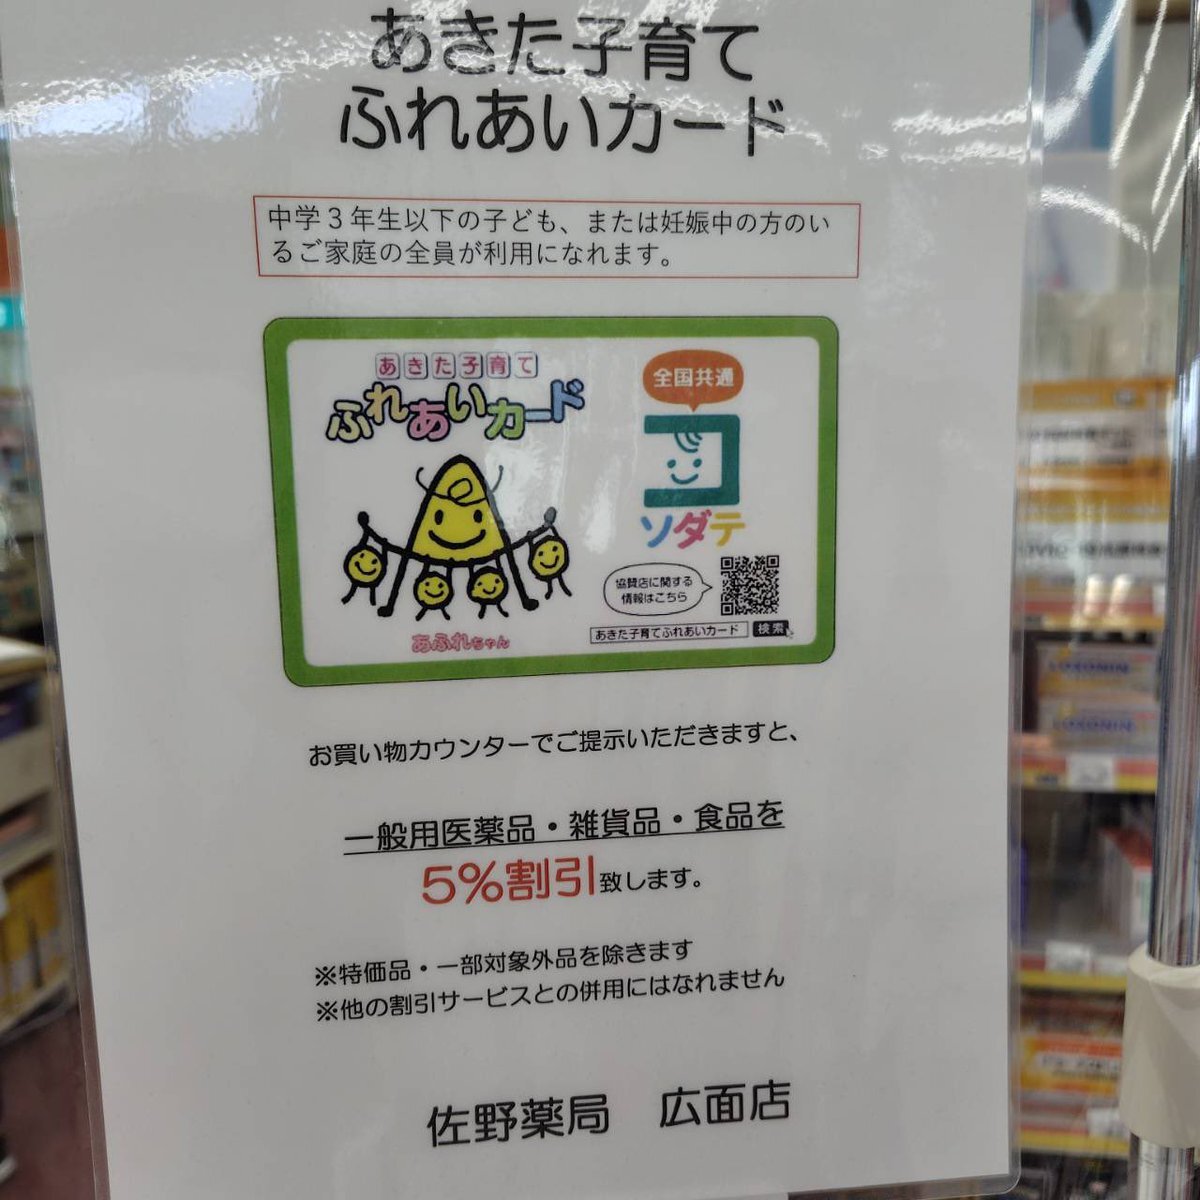 あきた子育て
ふれあいカード
中学３年生以下の子ども、または妊娠中の方のい
るご家庭の全員が利用になれます。
あきた子育て
ふれあいカード
全国共通
コ
ソダテ
協賛店に関する
情報はこちら
あきた子育てふれあいカード 検索
あふれちゃん
お買い物カウンターでご提示いただきますと、
一般用医薬品・雑貨品・食品を
5%割引致します。
※特価品・一部対象外品を除きます
※他の割引サービスとの併用にはなれません
佐野薬局　広面店
LOXONIN
LOXONIN